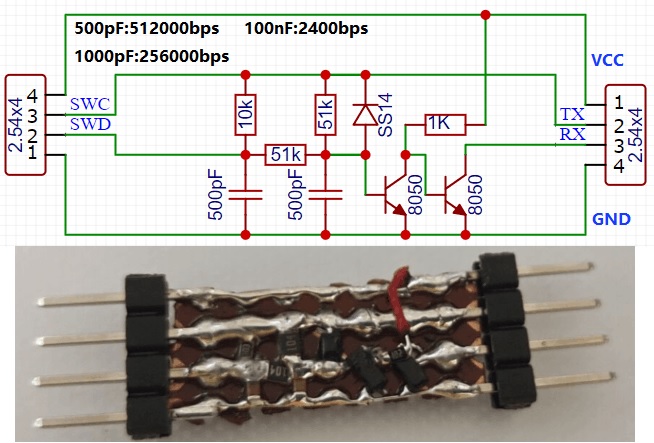 500pF:512000bps 100nF:2400bps
1000pF:256000bps
VCC
2.54x4
4
3
2
1
SWC
SWD
10k
51k
SS14
1K
51k
500pF
500pF
8050
8050
TX
RX
1
2
3
4
2.54x4
GND